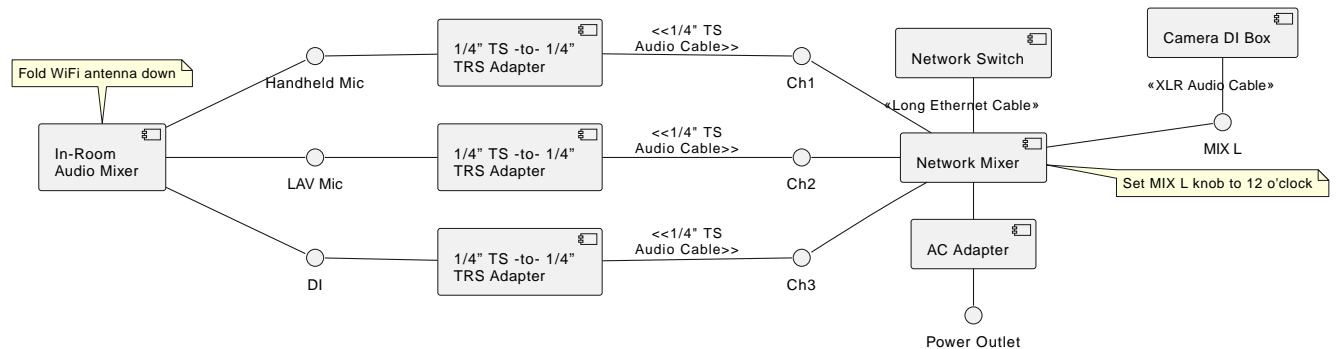 Fold WiFi antenna down
In-Room
Audio Mixer
Handheld Mic
LAV Mic
DI
1/4” TS -to- 1/4”
TRS Adapter
1/4” TS -to- 1/4”
TRS Adapter
1/4” TS -to- 1/4”
TRS Adapter
<<1/4" TS
Audio Cable>>
<<1/4" TS
Audio Cable>>
<<1/4" TS
Audio Cable>>
Ch1
Ch2
Ch3
Network Switch
«Long Ethernet Cable»
Network Mixer
AC Adapter
Power Outlet
Camera DI Box
«XLR Audio Cable»
MIX L
Set MIX L knob to 12 o'clock